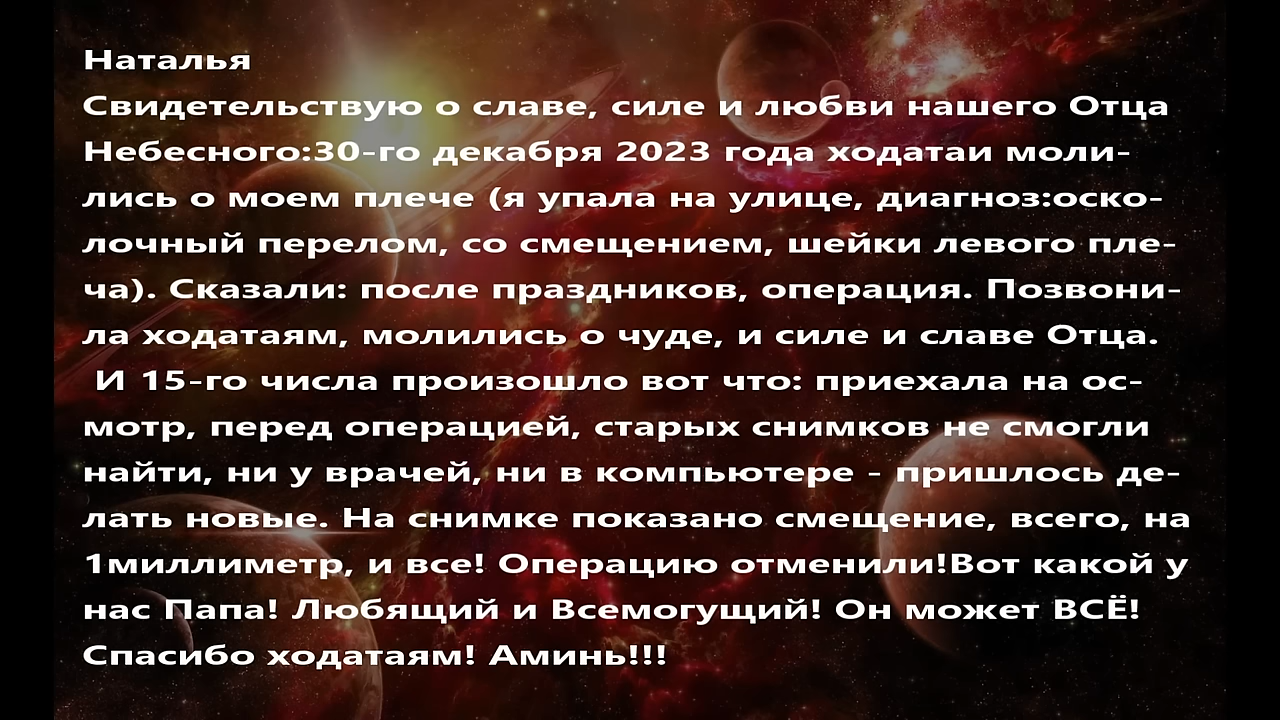 Наталья
Свидетельствую о славе, силе и любви нашего Отца
Небесного:30-го декабря 2023 года ходатаи моли-
лись о моем плече (я упала на улице, диагноз:оско-
лочный перелом, со смещением, шейки левого пле-
ча). Сказали: после праздников, операция. Позвони-
ла ходатаям, молились о чуде, и силе и славе Отца.
И 15-го числа произошло вот что: приехала на ос-
мотр, перед операцией, старых снимков не смогли
найти, ни у врачей, ни в компьютере - пришлось де-
лать новые. На снимке показано смещение, всего, на
1миллиметр, и все! Операцию отменили!Вот какой у
нас Папа! Любящий и Всемогущий! Он может ВСЁ!
Спасибо ходатаям! Аминь!!!